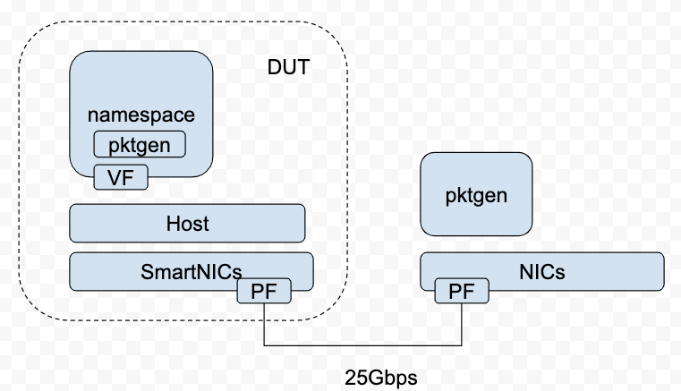 DUT
namespace
pktgen
VF
Host
SmartNICs
PF
pktgen
NICs
PF
25Gbps